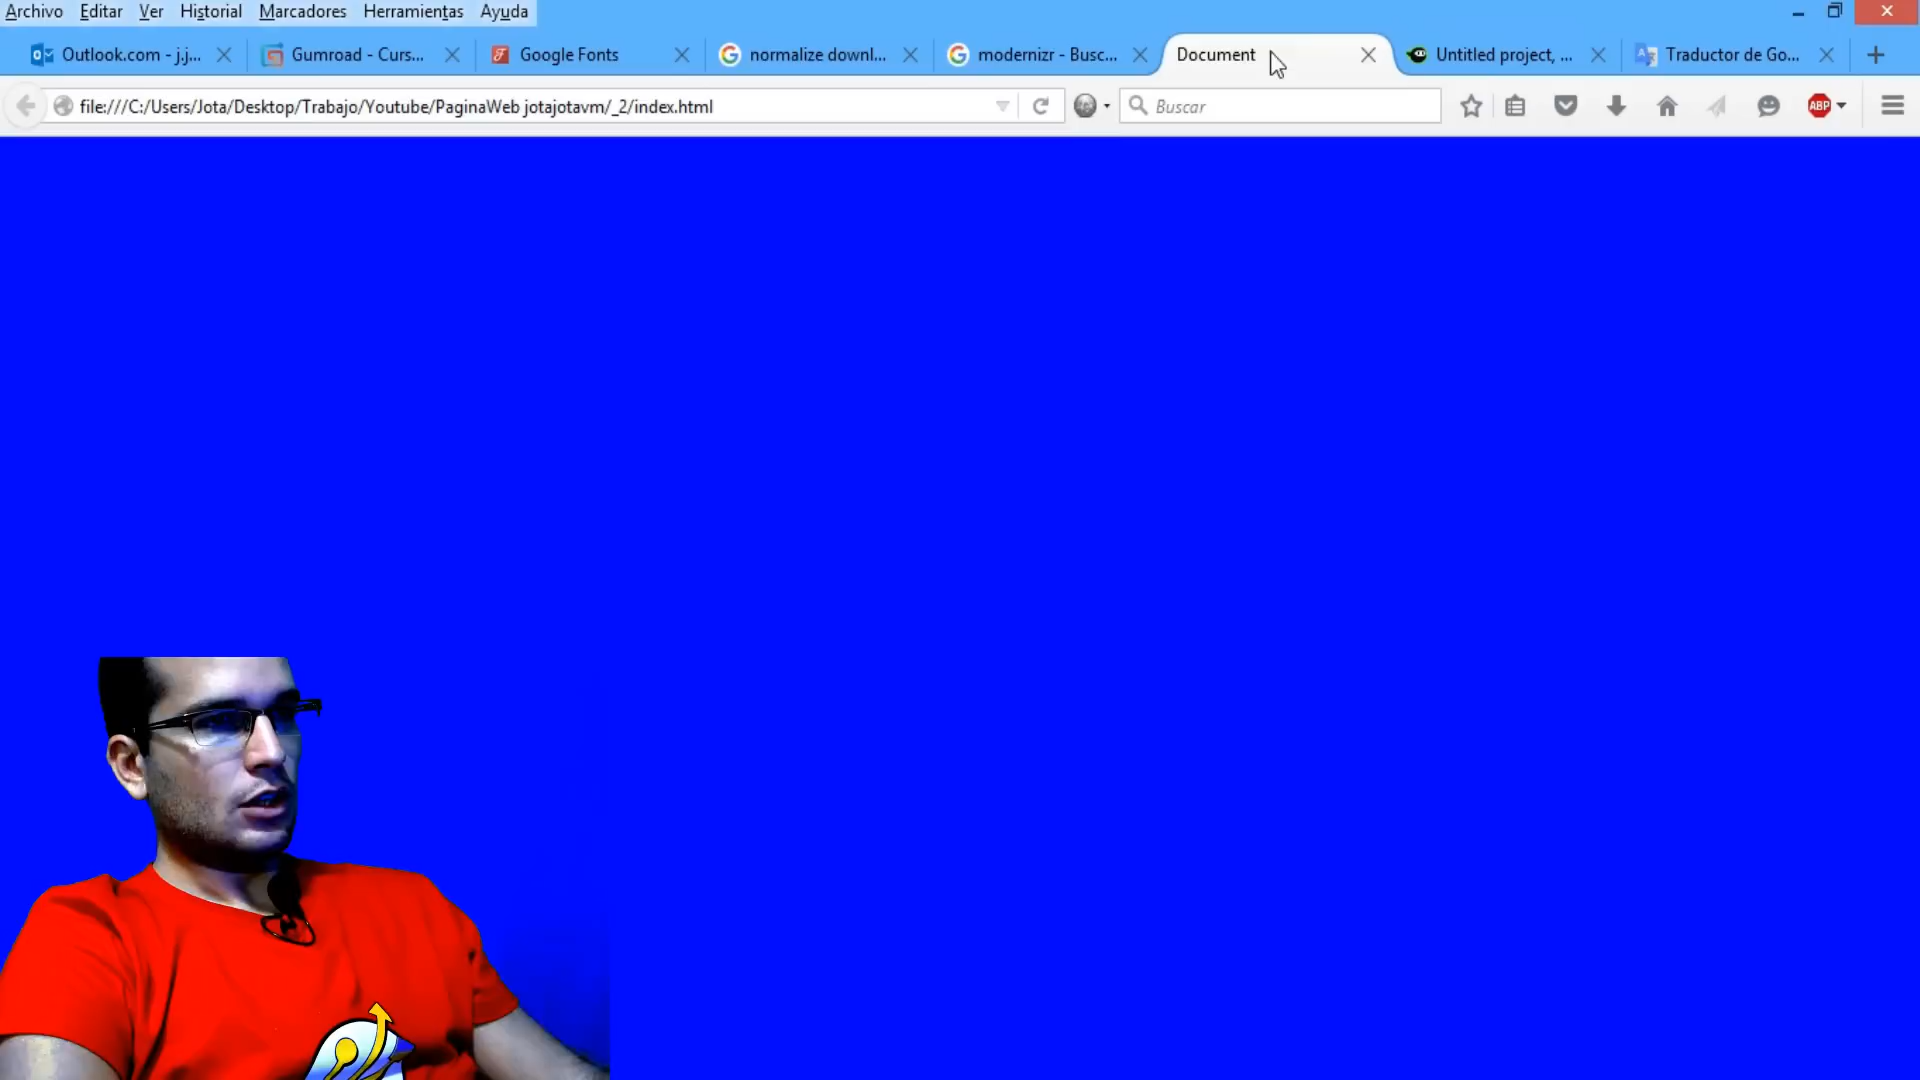 Archivo Editar Ver Historial Marcadores Herramientas Ayuda
Outlook.com - j.j... Gumroad - Curs... Google Fonts normalize downl... modernizr - Busc... Document Untitled project, ... Traductor de Go...
file:///C:/Users/Jota/Desktop/Trabajo/Youtube/PaginaWeb jotajotavm/_2/index.html Buscar ABP